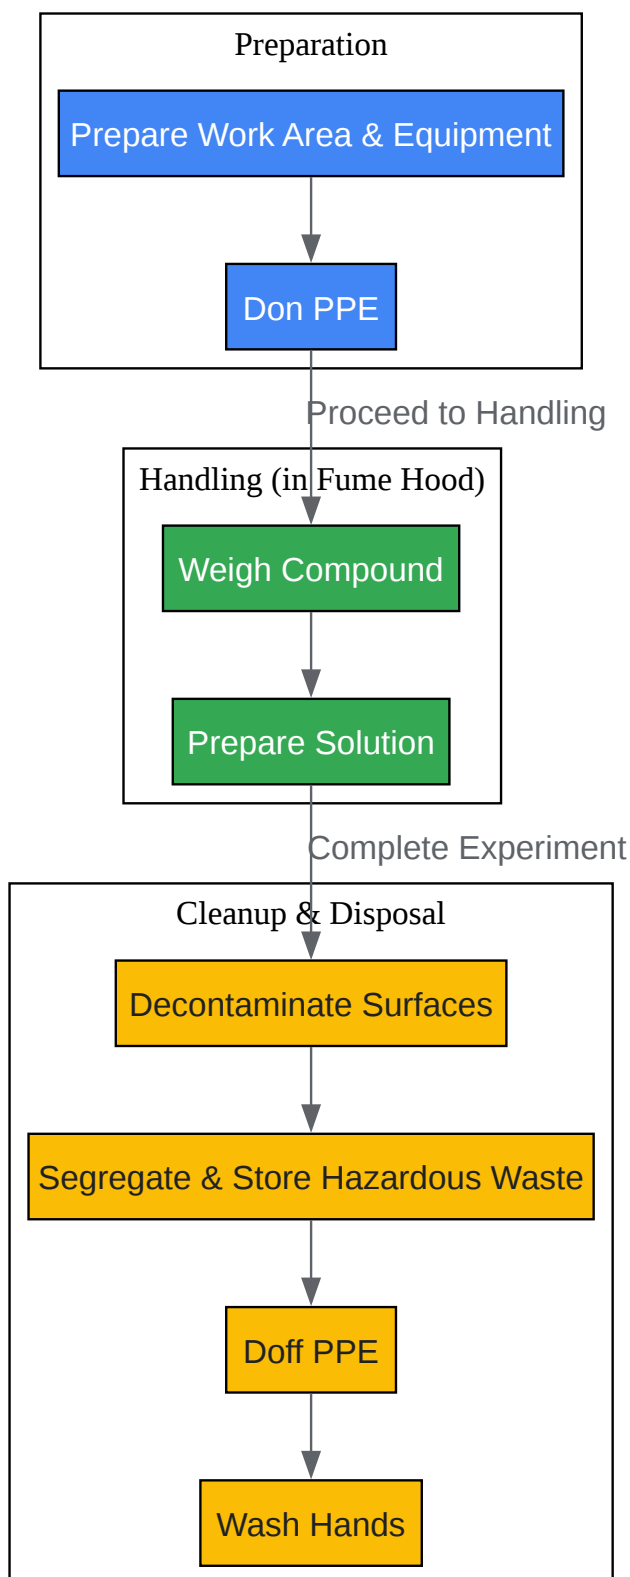 Preparation
Prepare Work Area & Equipment
Don PPE
Proceed to Handling
Handling (in Fume Hood)
Weigh Compound
Prepare Solution
Complete Experiment
Cleanup & Disposal
Decontaminate Surfaces
Segregate & Store Hazardous Waste
Doff PPE
Wash Hands